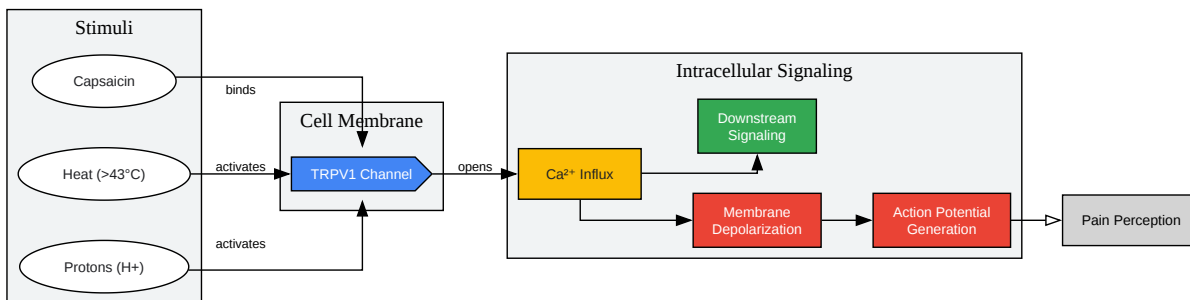 Stimuli
Capsaicin
binds
Heat (>43°C)
activates
Protons (H+)
activates
Cell Membrane
TRPV1 Channel
opens
Intracellular Signaling
Ca²⁺ Influx
Downstream
Signaling
Membrane
Depolarization
Action Potential
Generation
Pain Perception